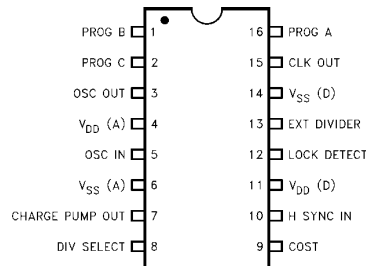 PROG B 1 16 PROG A
PROG C 2 15 CLK OUT
OSC OUT 3 14 VSS (D)
VDD (A) 4 13 EXT DIVIDER
OSC IN 5 12 LOCK DETECT
VSS (A) 6 11 VDD (D)
CHARGE PUMP OUT 7 10 H SYNC IN
DIV SELECT 8 9 COST